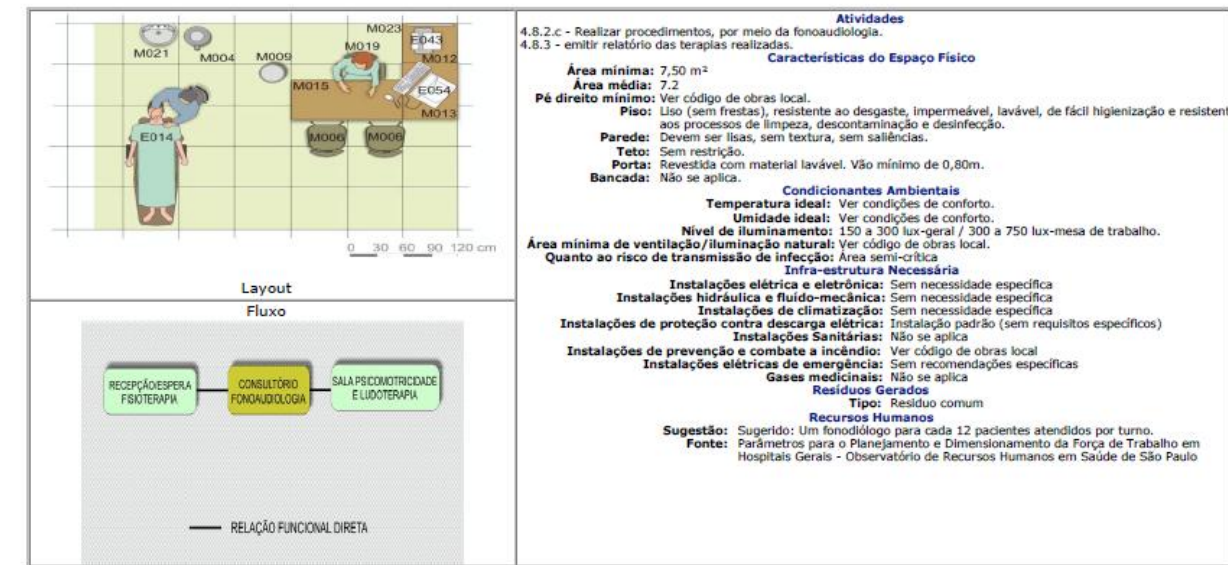 M021
M004
M009
M023
M019
E043
M012
M015
E054
M013
E014
M006
M006
0 30 60 90 120 cm
Layout
Fluxo
RECEPÇÃO/ESPERA
FISIOTERAPIA
CONSULTÓRIO
FONOAUDIOLOGIA
SALA PSICOMOTRICIDADE
E LUDOTERAPIA
RELAÇÃO FUNCIONAL DIRETA
Atividades
4.8.2.c - Realizar procedimentos, por meio da fonoaudiologia.
4.8.3 - emitir relatório das terapias realizadas.
Características do Espaço Físico
Área mínima: 7,50 m²
Área média: 7.2
Pé direito mínimo: Ver código de obras local.
Piso: Liso (sem frestas), resistente ao desgaste, impermeável, lavável, de fácil higienização e resistent
aos processos de limpeza, descontaminação e desinfecção.
Parede: Devem ser lisas, sem textura, sem saliências.
Teto: Sem restrição.
Porta: Revestida com material lavável. Vão mínimo de 0,80m.
Bancada: Não se aplica.
Condicionantes Ambientais
Temperatura ideal: Ver condições de conforto.
Umidade ideal: Ver condições de conforto.
Nível de iluminamento: 150 a 300 lux-geral / 300 a 750 lux-mesa de trabalho.
Área mínima de ventilação/iluminação natural: Ver código de obras local.
Quanto ao risco de transmissão de infecção: Área semi-crítica
Infra-estrutura Necessária
Instalações elétrica e eletrônica: Sem necessidade específica
Instalações hidráulica e fluído-mecânica: Sem necessidade específica
Instalações de climatização: Sem necessidade específica
Instalações de proteção contra descarga elétrica: Instalação padrão (sem requisitos específicos)
Instalações Sanitárias: Não se aplica
Instalações de prevenção e combate a incêndio: Ver código de obras local
Instalações elétricas de emergência: Sem recomendações específicas
Gases medicinais: Não se aplica
Resíduos Gerados
Tipo: Residuo comum
Recursos Humanos
Sugestão: Sugerido: Um fonodiólogo para cada 12 pacientes atendidos por turno.
Fonte: Parâmetros para o Planejamento e Dimensionamento da Força de Trabalho em
Hospitais Gerais - Observatório de Recursos Humanos em Saúde de São Paulo